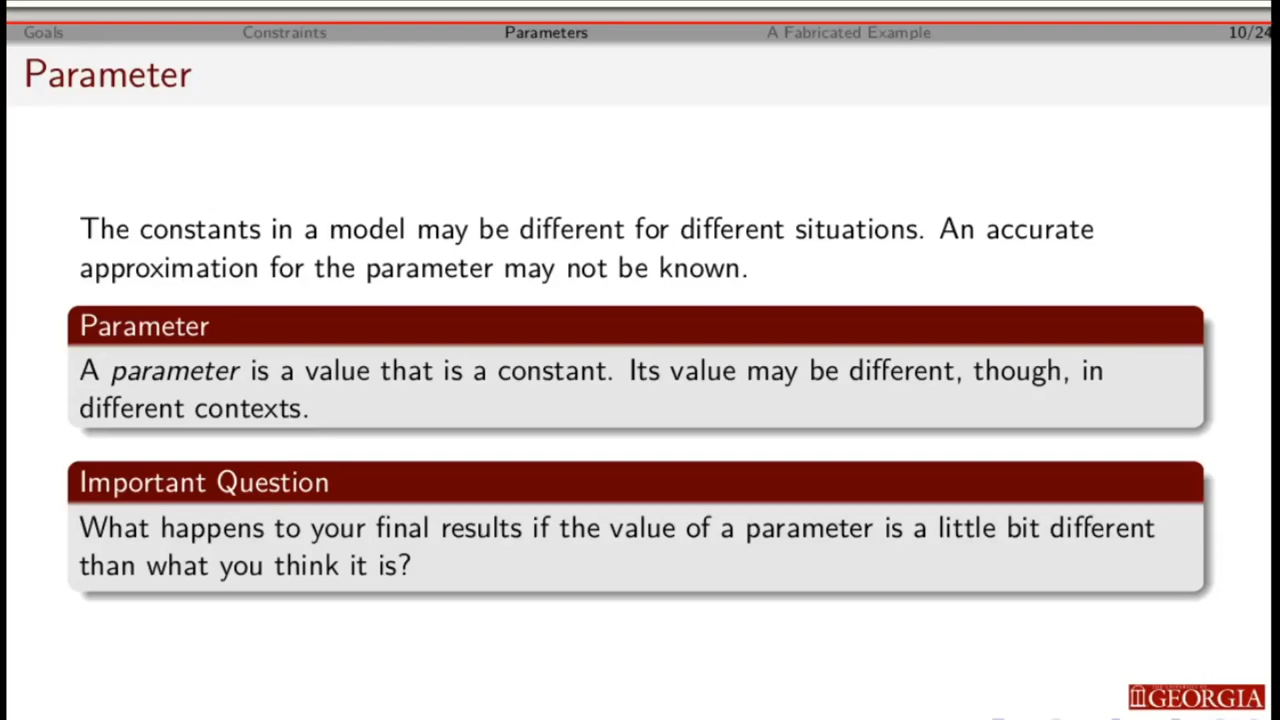 Goals Constraints Parameters A Fabricated Example 10/24
Parameter
The constants in a model may be different for different situations. An accurate
approximation for the parameter may not be known.
Parameter
A parameter is a value that is a constant. Its value may be different, though, in
different contexts.
Important Question
What happens to your final results if the value of a parameter is a little bit different
than what you think it is?
GEORGIA